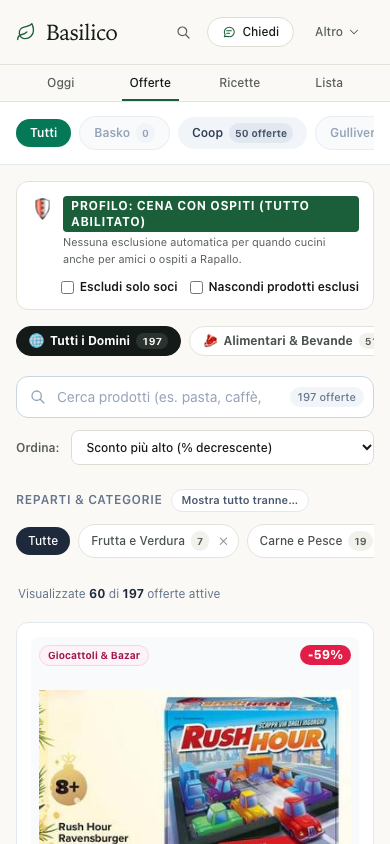 Basilico
Chiedi
Altro
Oggi
Offerte
Ricette
Lista
Tutti
Basko 0
Coop 50 offerte
Gulliver
PROFILO: CENA CON OSPITI (TUTTO
ABILITATO)
Nessuna esclusione automatica per quando cucini
anche per amici o ospiti a Rapallo.
Escludi solo soci
Nascondi prodotti esclusi
Tutti i Domini 197
Alimentari & Bevande
Cerca prodotti (es. pasta, caffè,
197 offerte
Ordina:
Sconto più alto (% decrescente)
REPARTI & CATEGORIE
Mostra tutto tranne...
Tutte
Frutta e Verdura 7 ×
Carne e Pesce 19
Visualizzate 60 di 197 offerte attive
Giocattoli & Bazar
-59%
SCAPPA DAGLI INGORGHI
RUSH HOUR
8+
Rush Hour
Ravensburger